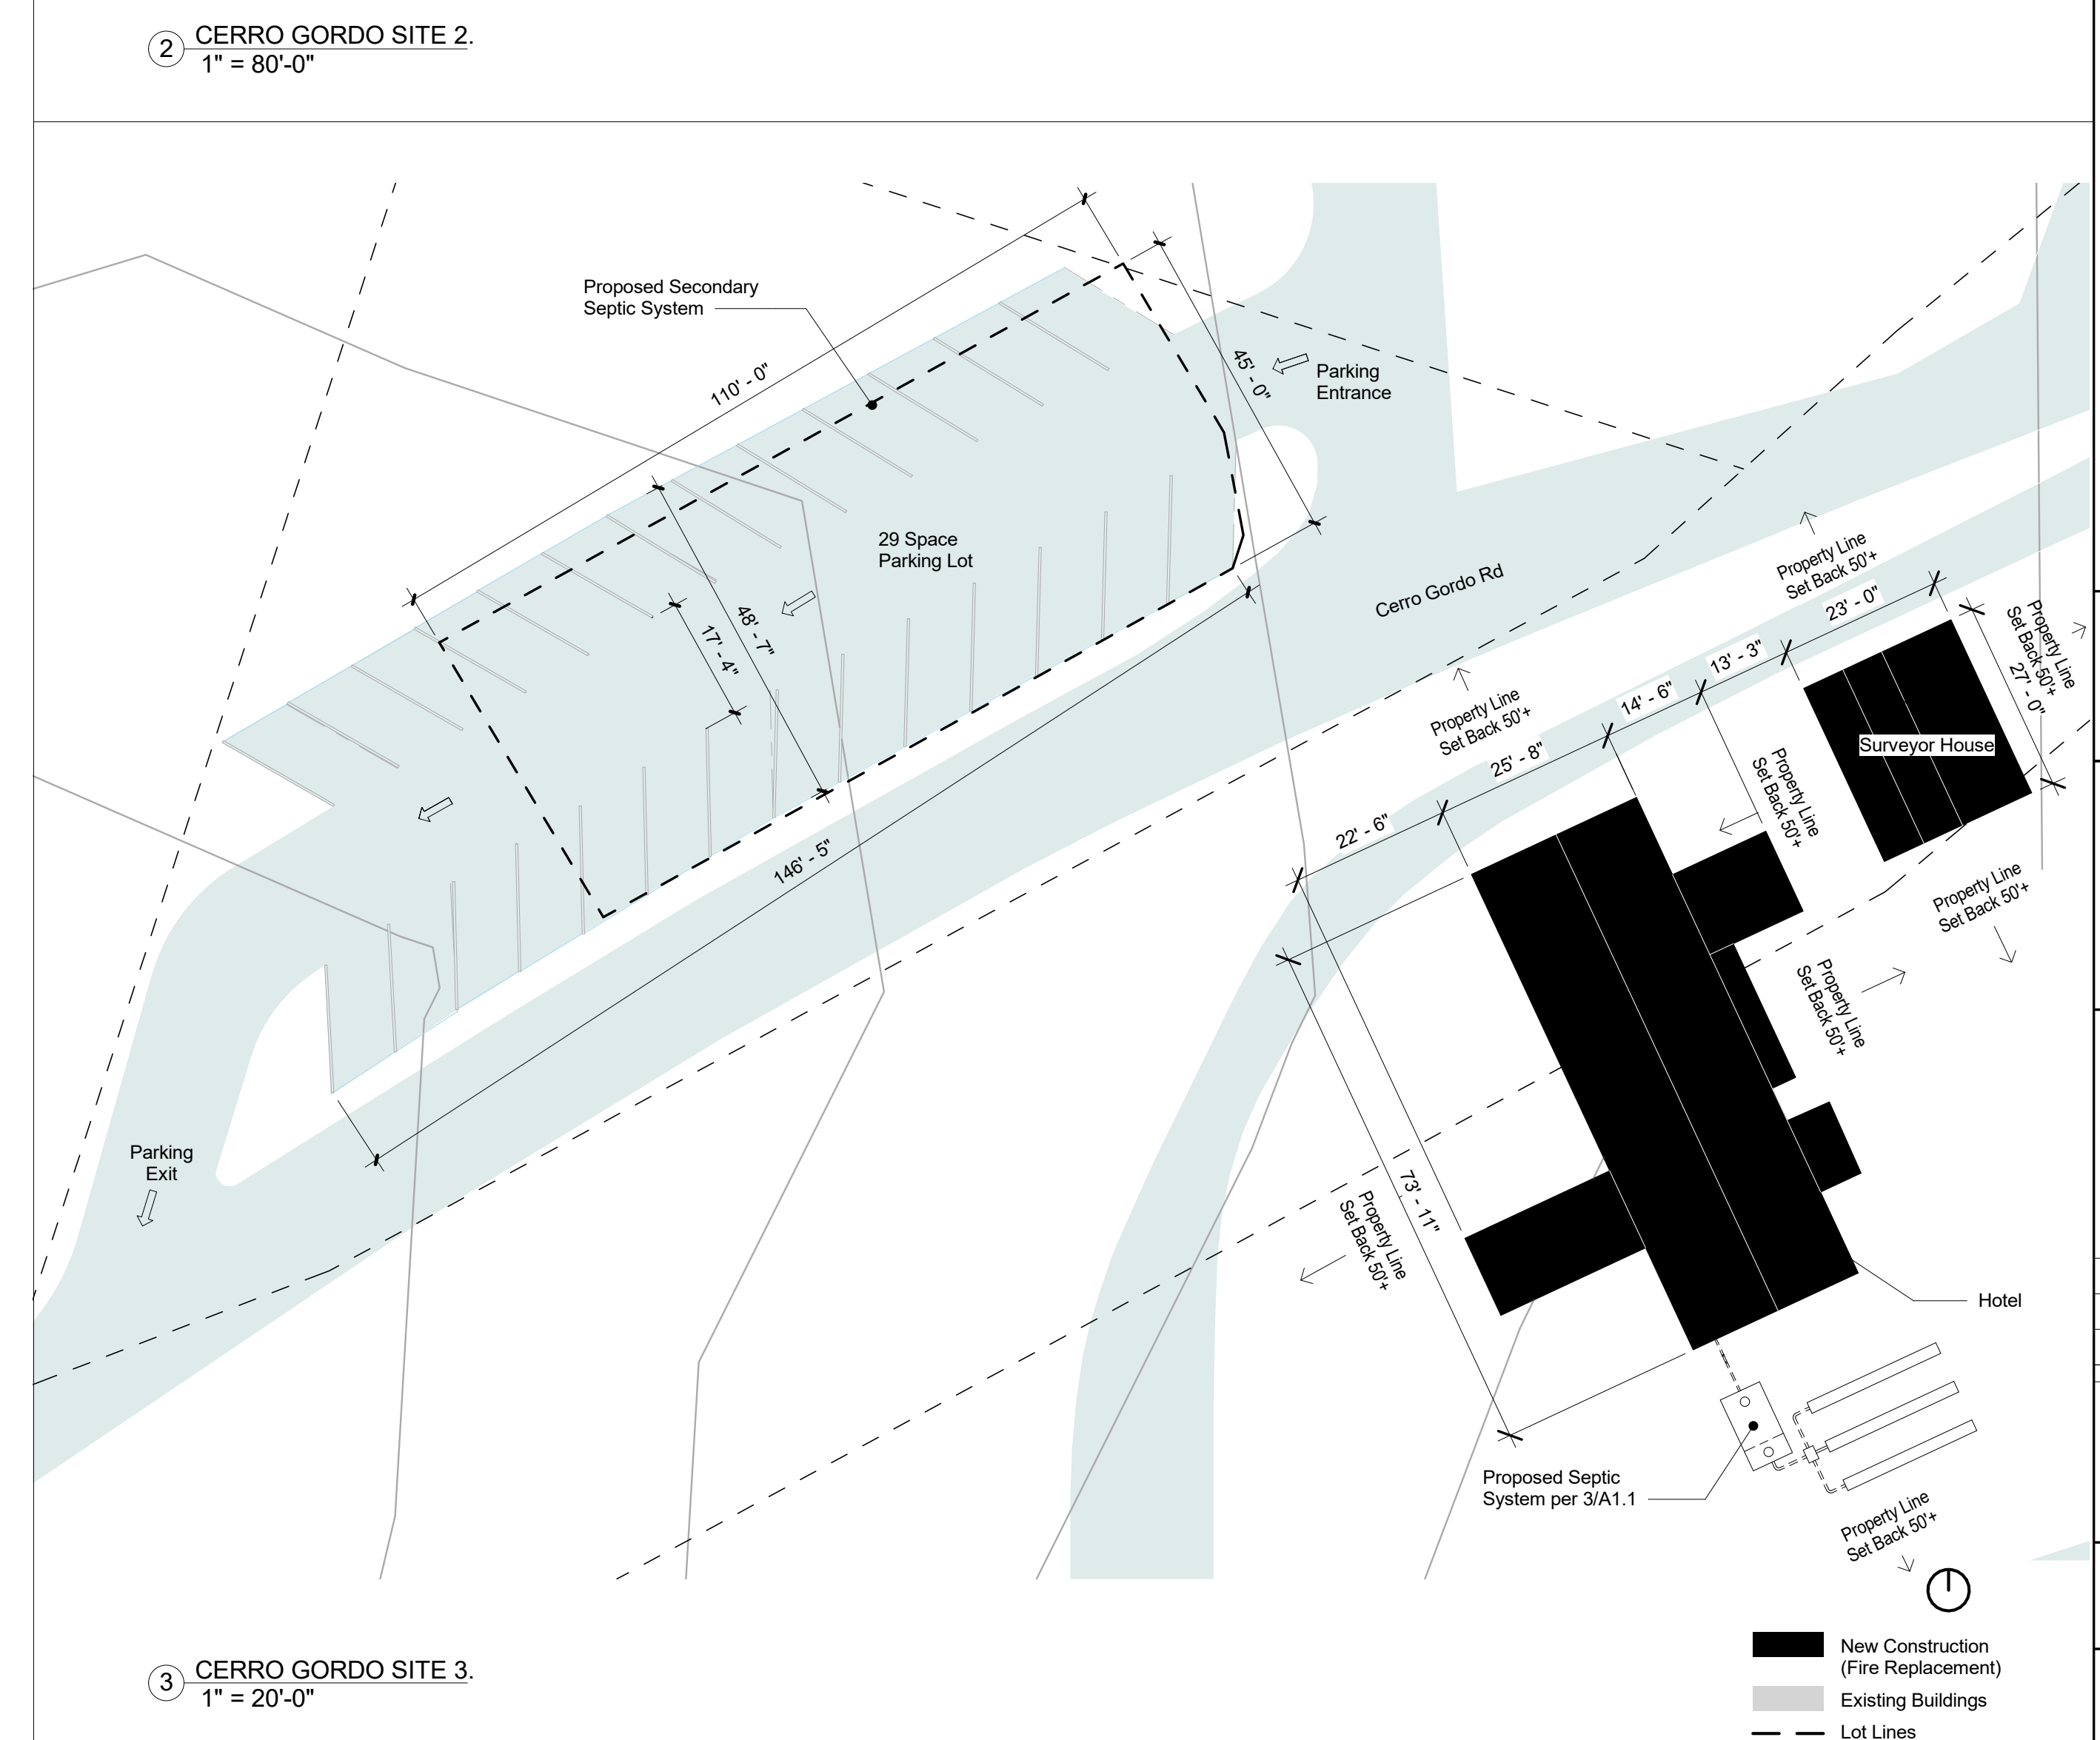 2
CERRO GORDO SITE 2.
1" = 80'-0"
Proposed Secondary
Septic System
110' - 0"
45' - 0"
Parking
Entrance
29 Space
Parking Lot
48' - 7"
17' - 4"
146' - 5"
Cerro Gordo Rd
Property Line
Set Back 50'+
23' - 0"
13' - 3"
14' - 6"
25' - 8"
22' - 6"
Property Line
Set Back 50'+
27' - 0"
Property Line
Set Back 50'+
Surveyor House
Property Line
Set Back 50'+
Property Line
Set Back 50'+
Property Line
Set Back 50'+
Parking
Exit
73' - 11"
Property Line
Set Back 50'+
Hotel
Proposed Septic
System per 3/A1.1
Property Line
Set Back 50'+
New Construction
(Fire Replacement)
Existing Buildings
Lot Lines
3
CERRO GORDO SITE 3.
1" = 20'-0"